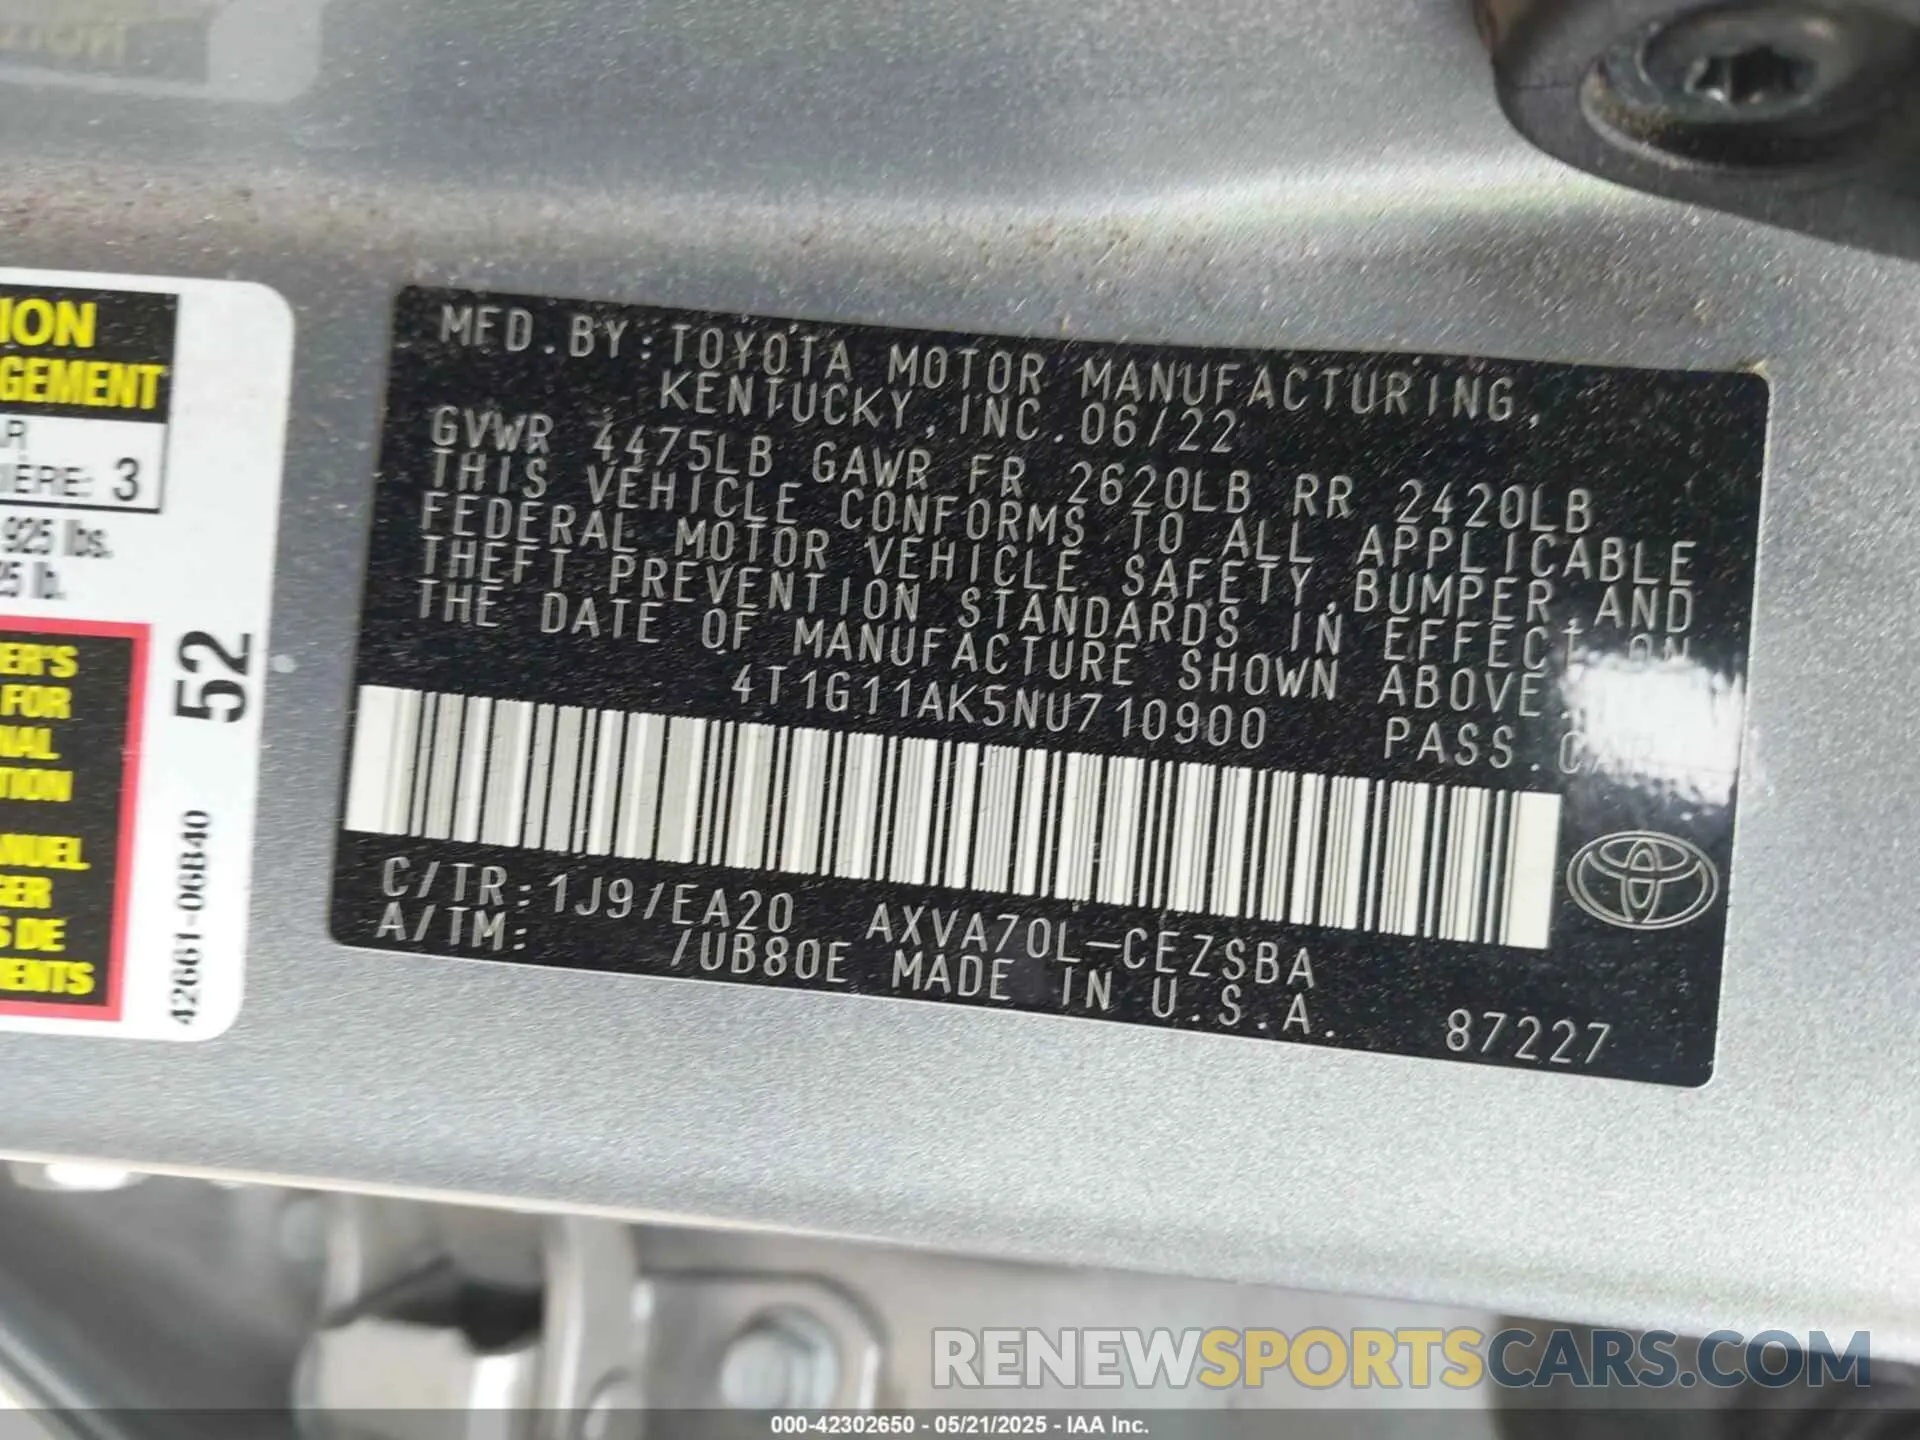 ION
GEMENT
AR
IÈRE: 3
925 lbs.
25 lb.
ER'S
FOR
TION
NUEL
GER
S DE
MENTS
52
42661-06B40
MFD.BY:TOYOTA MOTOR MANUFACTURING,
KENTUCKY,INC.06/22
GVWR 4475LB GAWR FR 2620LB RR 2420LB
THIS VEHICLE CONFORMS TO ALL APPLICABLE
FEDERAL MOTOR VEHICLE SAFETY,BUMPER,AND
THEFT PREVENTION STANDARDS IN EFFECT ON
THE DATE OF MANUFACTURE SHOWN ABOVE.
4T1G11AK5NU710900 PASS.CAR
C/TR:1J9/EA20 AXVA70L-CEZSBA
A/TM: /UB80E MADE IN U.S.A.
87227
RENEWSPORTSCARS.COM
000-42302650 - 05/21/2025 - IAA Inc.